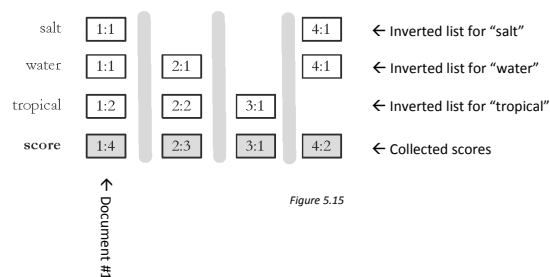 salt 1:1 4:1 ← Inverted list for “salt”
water 1:1 2:1 4:1 ← Inverted list for “water”
tropical 1:2 2:2 3:1 ← Inverted list for “tropical”
score 1:4 2:3 3:1 4:2 ← Collected scores
← Document #1
Figure 5.15